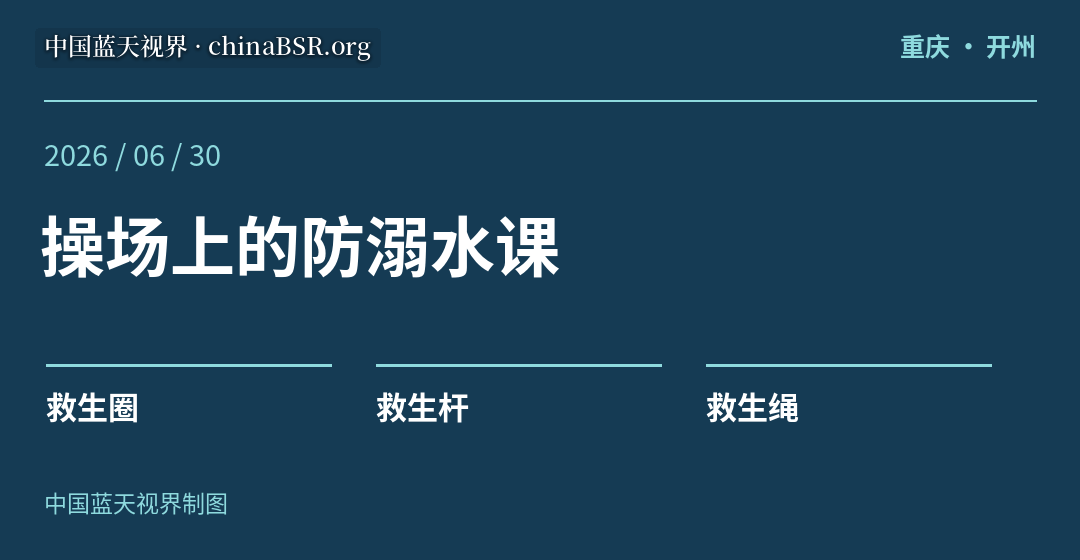 中国蓝天视界 · chinaBSR.org
重庆 · 开州
2026 / 06 / 30
操场上的防溺水课
救生圈
救生杆
救生绳
中国蓝天视界制图